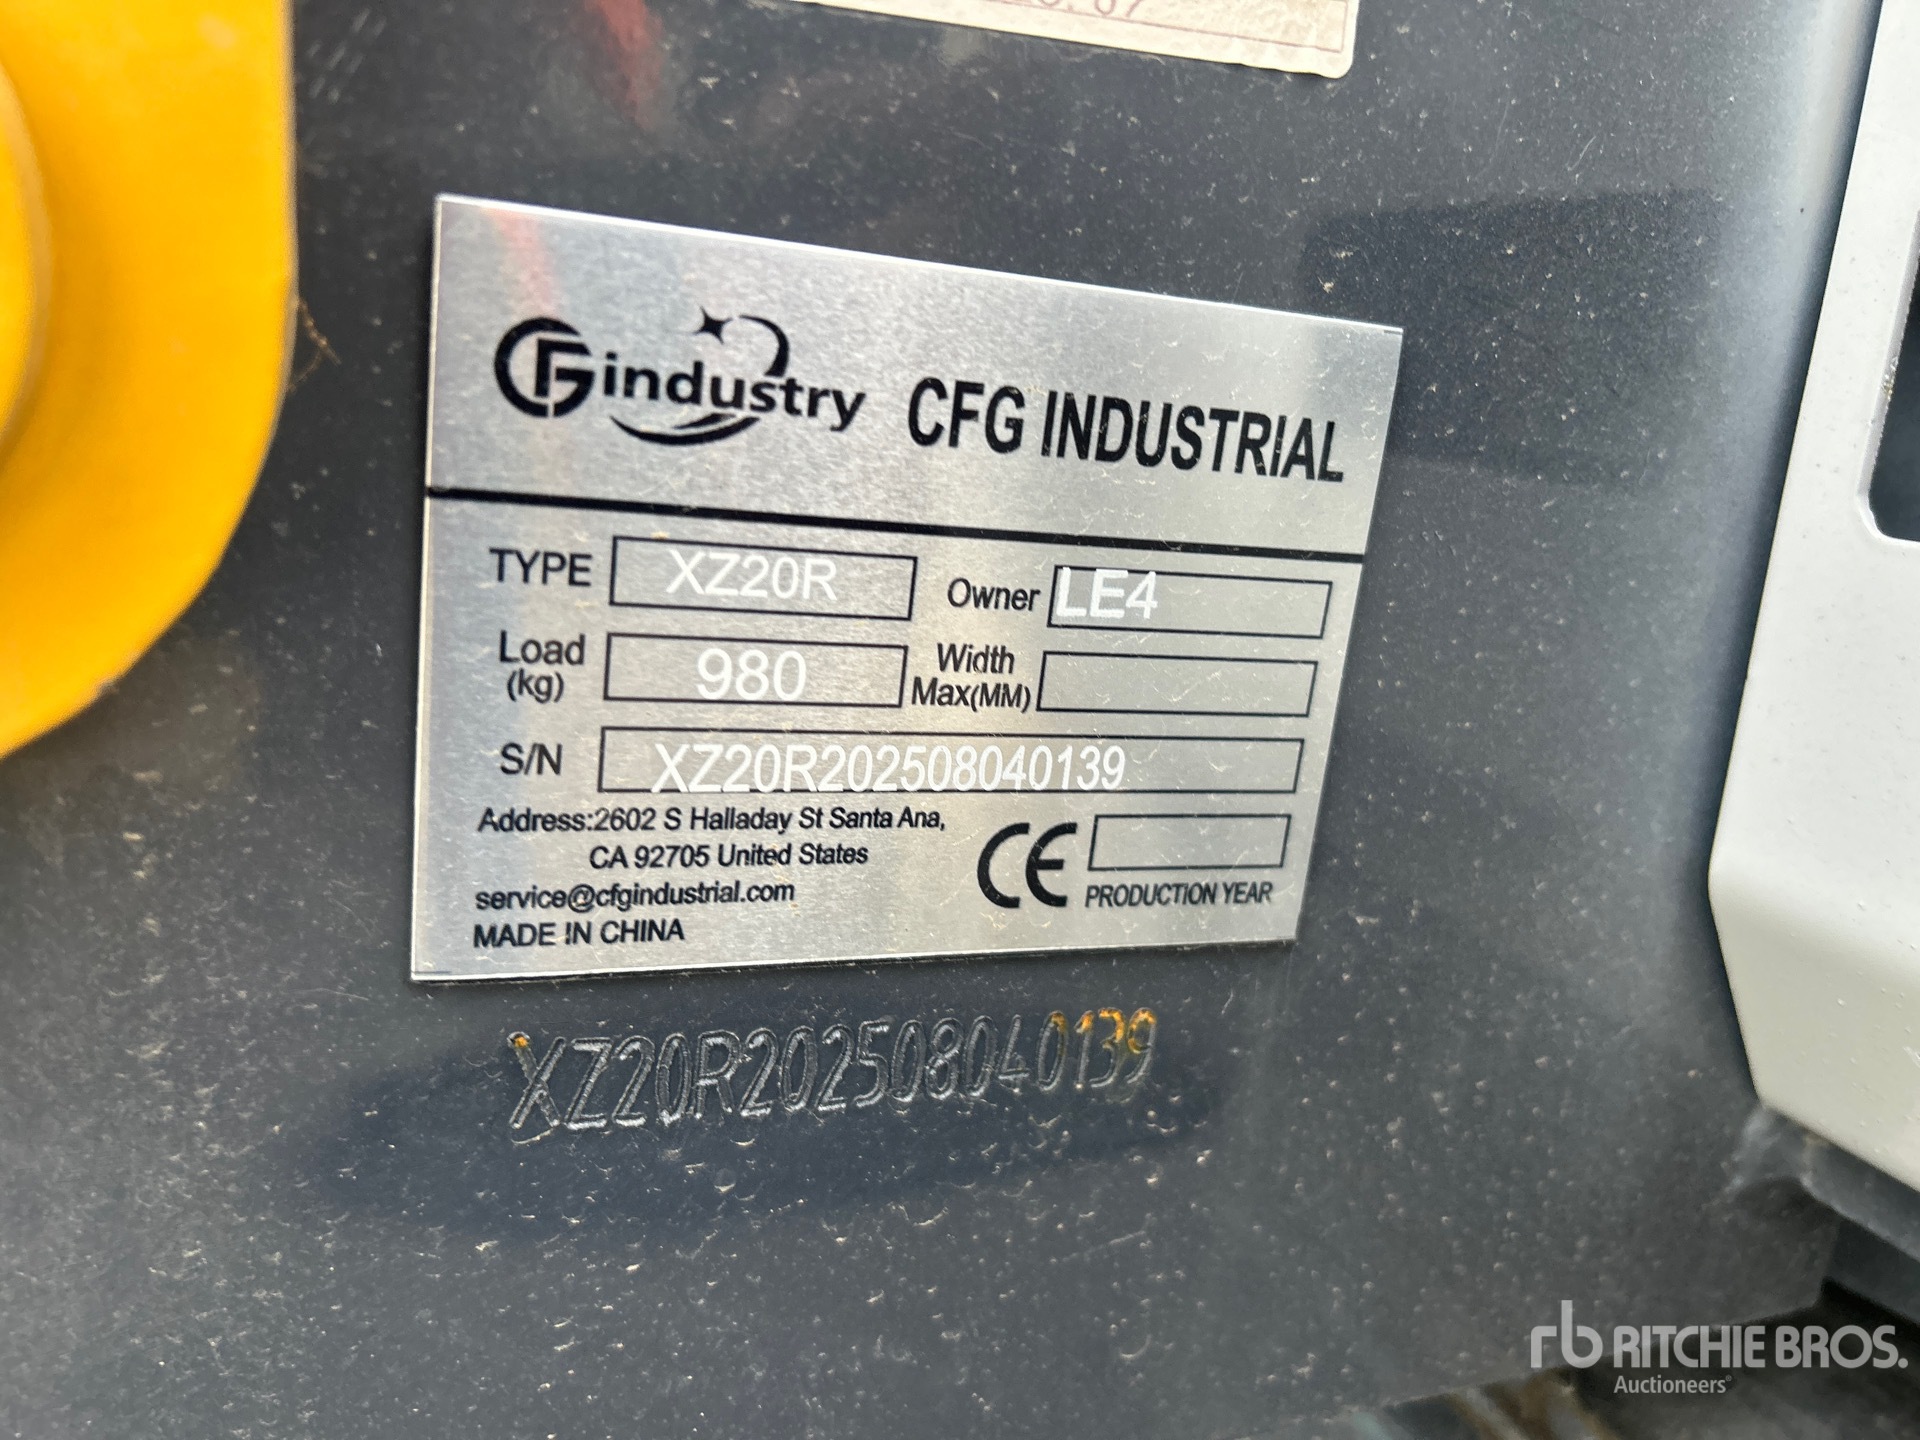 CFGindustry CFG INDUSTRIAL
TYPE XZ20R Owner LE4
Load (kg) 980 Width Max(MM)
S/N XZ20R202508040139
Address:2602 S Halladay St Santa Ana,
CA 92705 United States
service@cfgindustrial.com
MADE IN CHINA
CE PRODUCTION YEAR
XZ20R202508040139
rb RITCHIE BROS.
Auctioneers